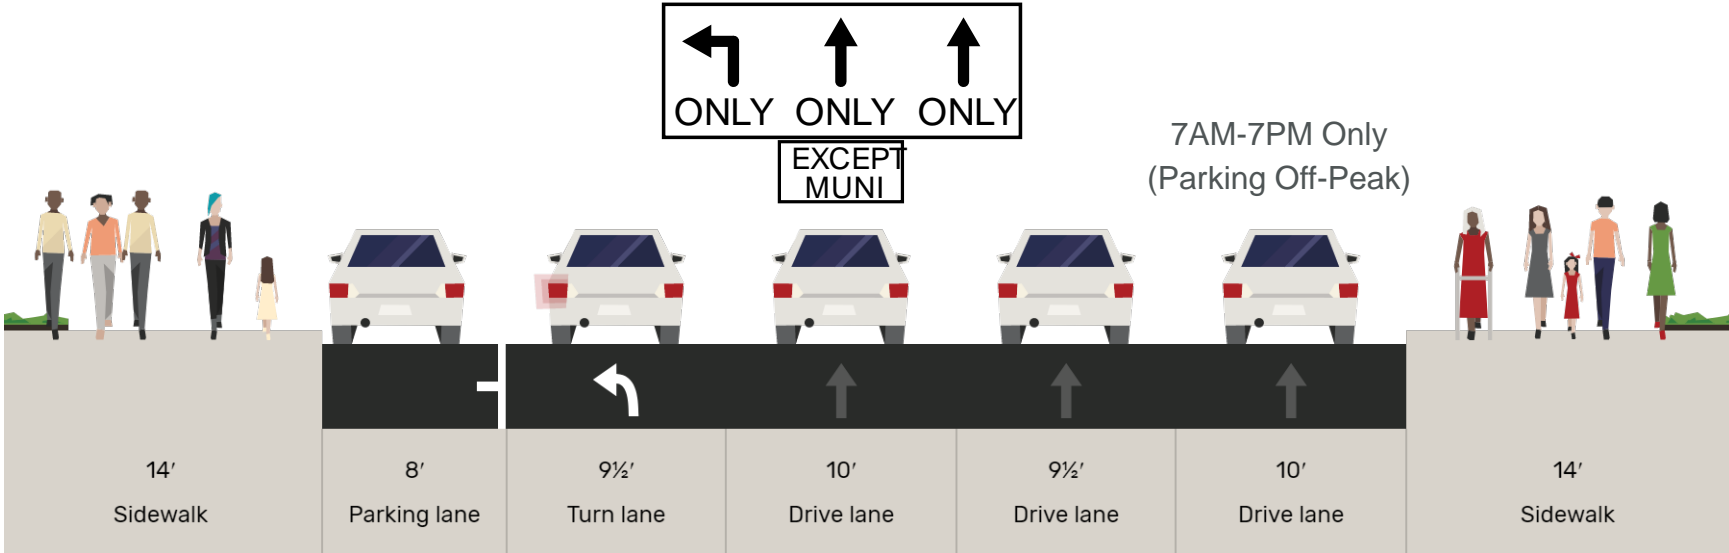 ONLY ONLY ONLY
EXCEPT
MUNI
7AM-7PM Only
(Parking Off-Peak)
14′ 8′ 9½′ 10′ 9½′ 10′ 14′
Sidewalk Parking lane Turn lane Drive lane Drive lane Drive lane Sidewalk